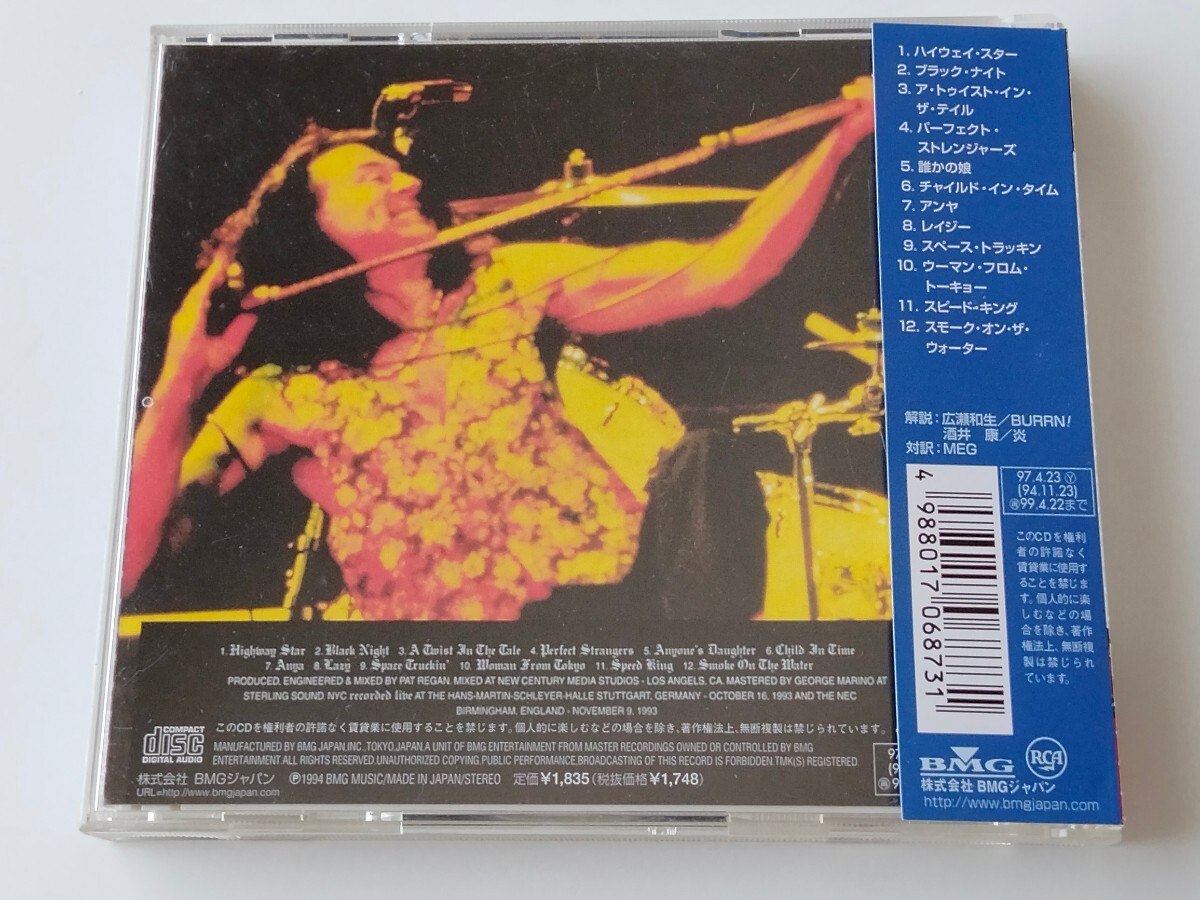 1. Highway Star 2. Black Night 3. A Twist In The Tale 4. Perfect Strangers 5. Anyone's Daughter 6. Child In Time
7. Anya 8. Lazy 9. Space Truckin' 10. Woman From Tokyo 11. Speed King 12. Smoke On The Water
PRODUCED, ENGINEERED & MIXED BY PAT REGAN. MIXED AT NEW CENTURY MEDIA STUDIOS - LOS ANGELS. CA. MASTERED BY GEORGE MARINO AT
STERLING SOUND. NYC recorded live AT THE HANS-MARTIN-SCHLEYER-HALLE STUTTGART, GERMANY - OCTOBER 16. 1993 AND THE NEC
BIRMINGHAM. ENGLAND - NOVEMBER 9. 1993
COMPACT
disc
DIGITAL AUDIO
このCDを権利者の許諾なく賃貸業に使用することを禁じます。個人的に楽しむなどの場合を除き、著作権法上、無断複製は禁じられています。
MANUFACTURED BY BMG JAPAN,INC.,TOKYO,JAPAN,A UNIT OF BMG ENTERTAINMENT FROM MASTER RECORDINGS OWNED OR CONTROLLED BY BMG
ENTERTAINMENT.ALL RIGHTS RESERVED.UNAUTHORIZED COPYING PUBLIC PERFORMANCE,BROADCASTING OF THIS RECORD IS FORBIDDEN TMK(S) REGISTERED.
株式会社 BMGジャパン ℗1994 BMG MUSIC/MADE IN JAPAN/STEREO 定価¥1,835(税抜価格¥1,748)
URL=http://www.bmgjapan.com
1. ハイウェイ・スター
2. ブラック・ナイト
3. ア・トゥイスト・イン・
ザ・テイル
4. パーフェクト・
ストレンジャーズ
5. 誰かの娘
6. チャイルド・イン・タイム
7. アンヤ
8. レイジー
9. スペース・トラッキン
10. ウーマン・フロム・
トーキョー
11. スピード・キング
12. スモーク・オン・ザ・
ウォーター
解説:広瀬和生/BURRN!
酒井 康/炎
対訳:MEG
4 988017 068731
97.4.23 Ⓨ
(94.11.23)
㊢99.4.22まで
このCDを権利
者の許諾なく
賃貸業に使用す
ることを禁じま
す。個人的に楽
しむなどの場
合を除き、著作
権法上、無断複
製は禁じられて
います。
BMG
RCA
株式会社 BMGジャパン
http://www.bmgjapan.com